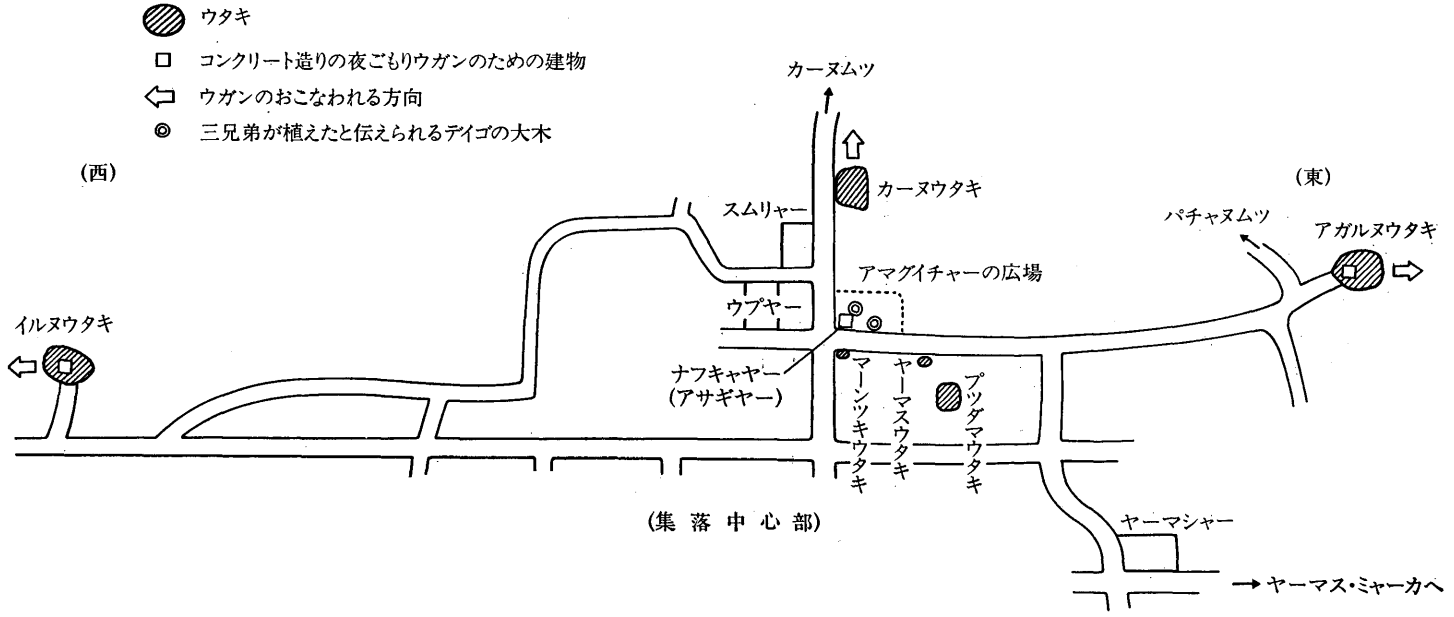 ウタキ
コンクリート造りの夜ごもりウガンのための建物
ウガンのおこなわれる方向
三兄弟が植えたと伝えられるデイゴの大木
(西)
(東)
カーヌムツ
カーヌウタキ
スムリャー
パチャヌムツ
アガルヌウタキ
アマグイチャーの広場
ウプヤー
イルヌウタキ
ナフキャヤー
(アサギヤー)
マーンツキウタキ
ヤーマスウタキ
プツダマウタキ
(集落中心部)
ヤーマシャー
ヤーマス・ミャーカへ